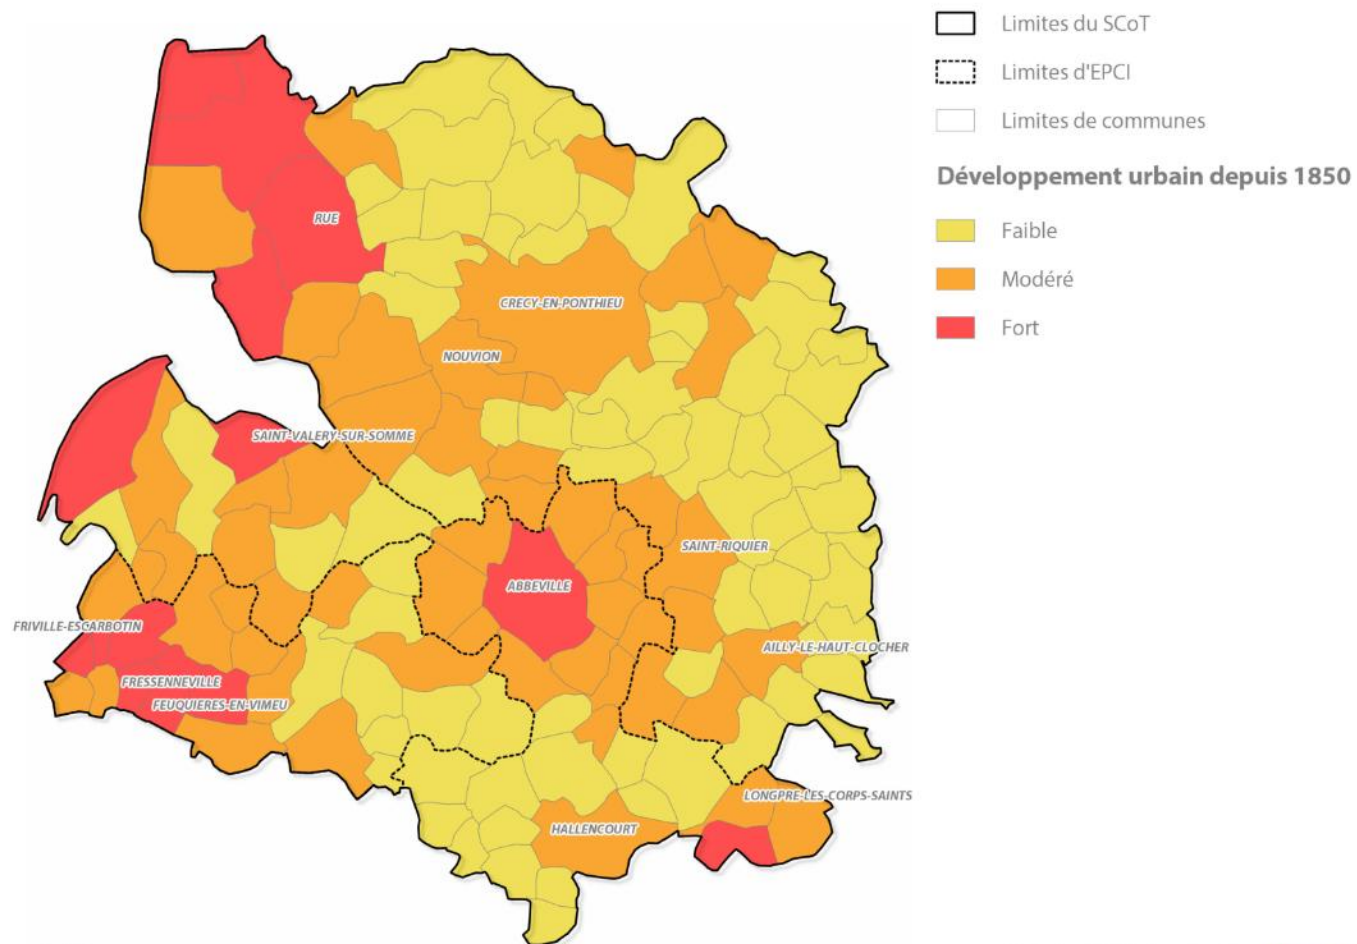 Limites du SCoT
Limites d'EPCI
Limites de communes
Développement urbain depuis 1850
Faible
Modéré
Fort
RUE
CRECY-EN-PONTHIEU
NOUVION
SAINT-VALERY-SUR-SOMME
SAINT-RIQUIER
ABBEVILLE
FRIVILLE-ESCARBOTIN
AILLY-LE-HAUT-CLOCHER
FRESSENNEVILLE
FEUQUIERES-EN-VIMEU
LONGPRE-LES-CORPS-SAINTS
HALLENCOURT